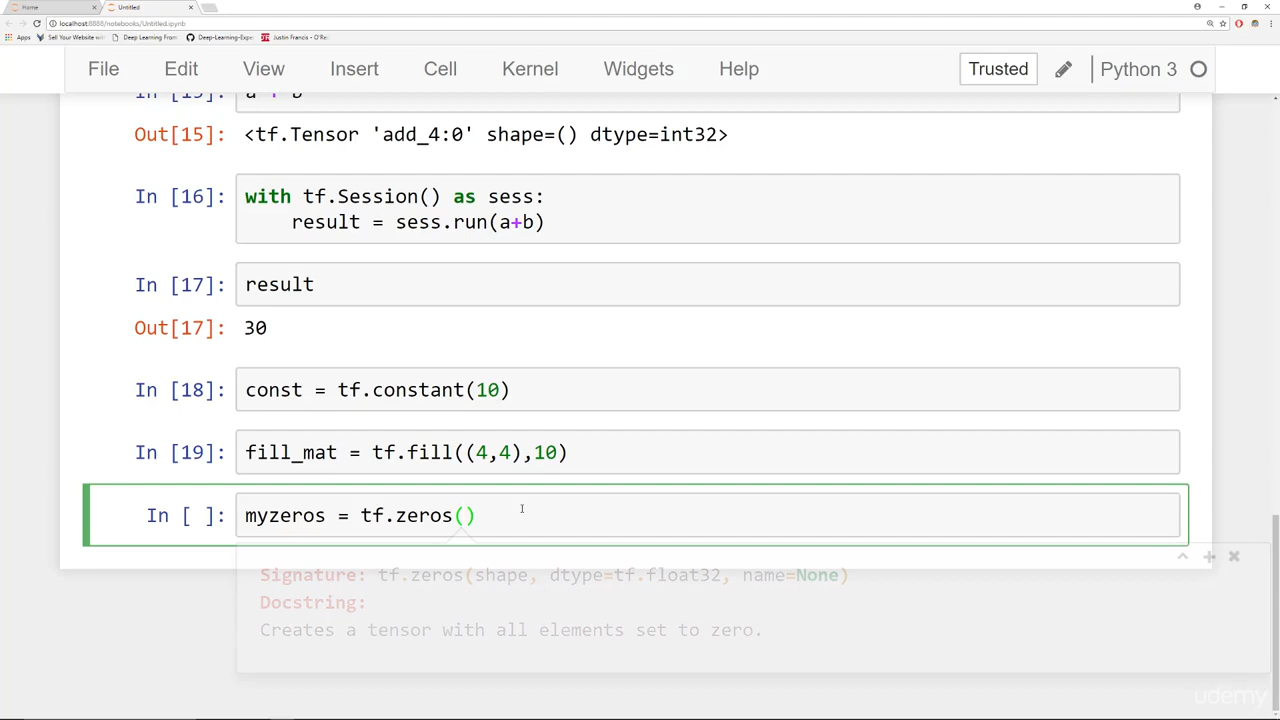 Home
Untitled
localhost:8888/notebooks/Untitled.ipynb
Apps
Sell Your Website wit
Deep Learning From
Deep-Learning-Expe
Justin Francis - O'Re
File
Edit
View
Insert
Cell
Kernel
Widgets
Help
Trusted
Python 3
In [15]: a + b
Out[15]: <tf.Tensor 'add_4:0' shape=() dtype=int32>
In [16]: with tf.Session() as sess:
result = sess.run(a+b)
In [17]: result
Out[17]: 30
In [18]: const = tf.constant(10)
In [19]: fill_mat = tf.fill((4,4),10)
In [ ]: myzeros = tf.zeros()
Signature: tf.zeros(shape, dtype=tf.float32, name=None)
Docstring:
Creates a tensor with all elements set to zero.
udemy